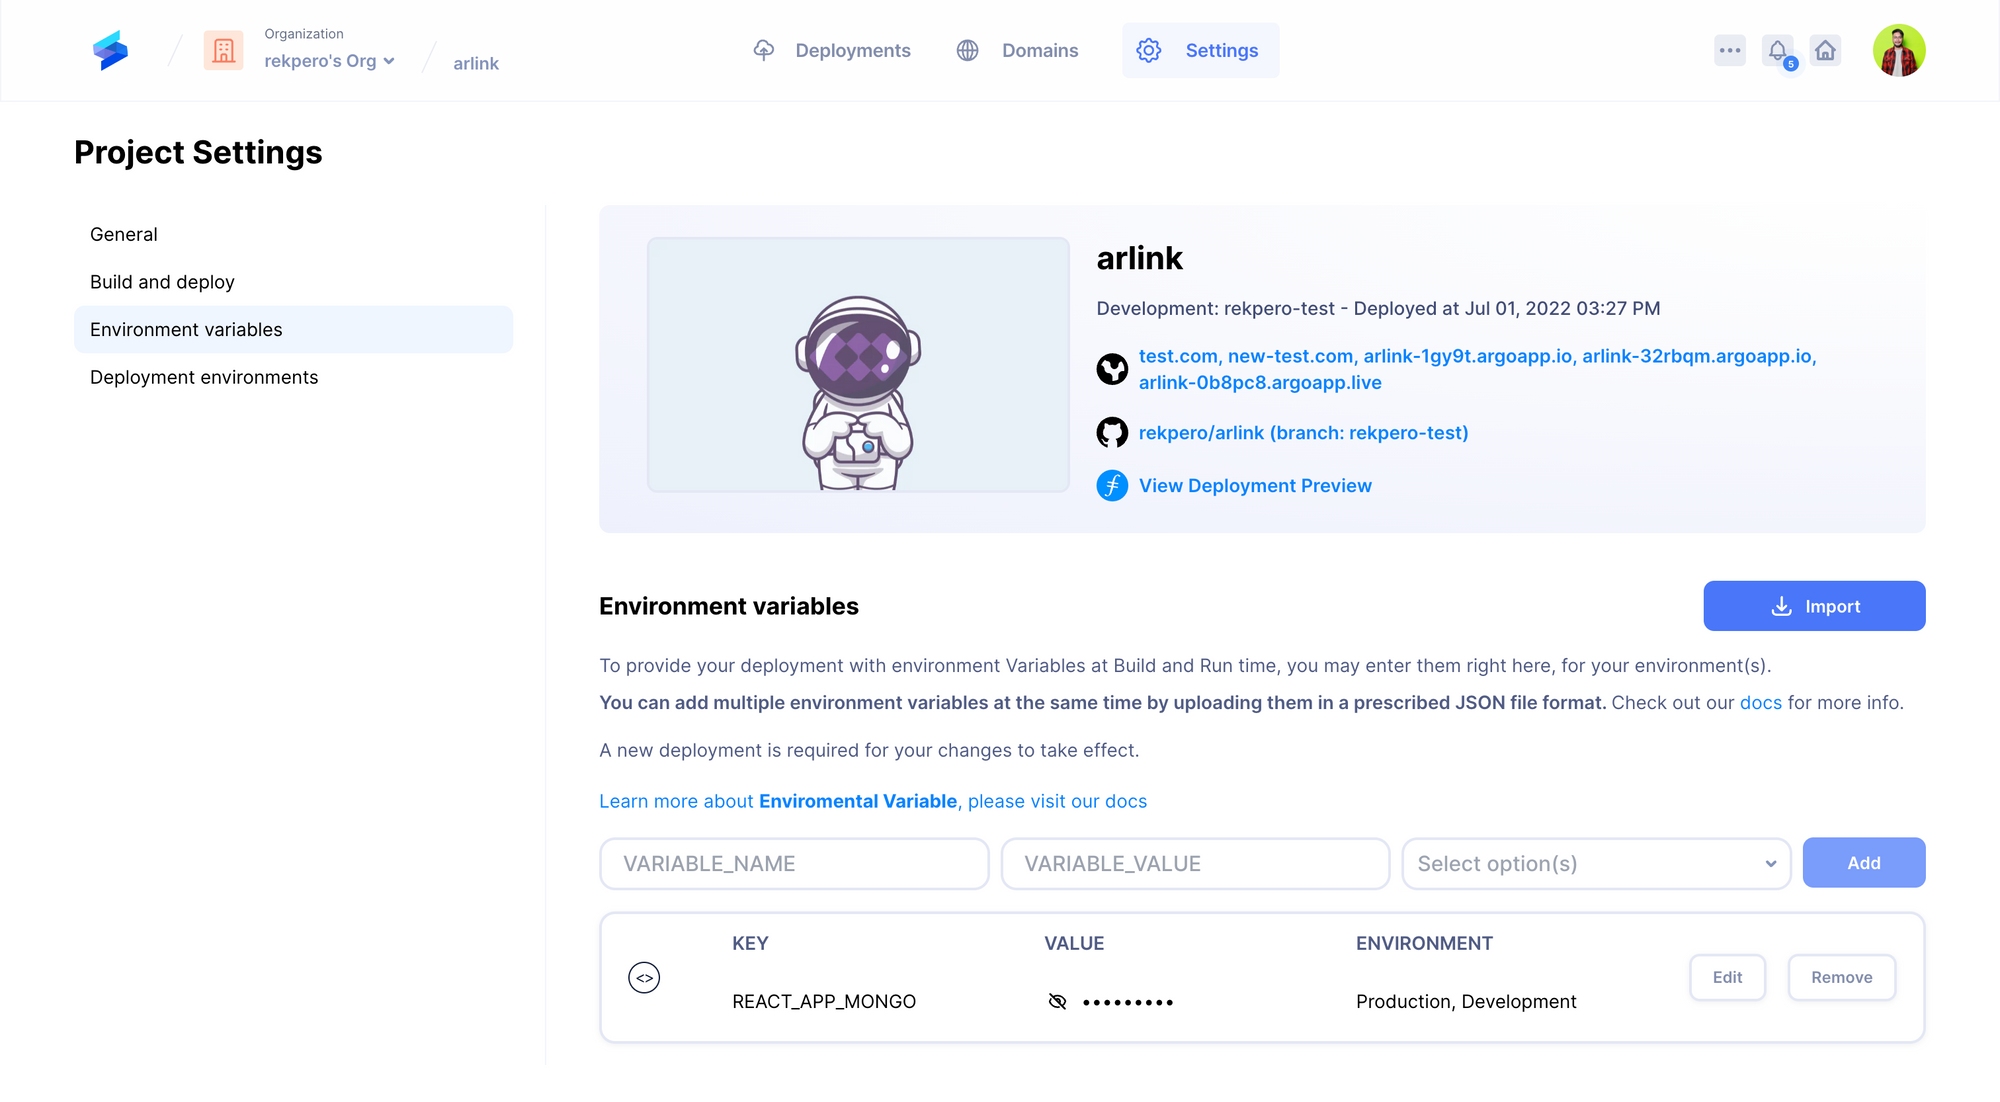 Organization
rekpero's Org
arlink
Deployments
Domains
Settings
5
Project Settings
General
Build and deploy
Environment variables
Deployment environments
arlink
Development: rekpero-test - Deployed at Jul 01, 2022 03:27 PM
test.com, new-test.com, arlink-1gy9t.argoapp.io, arlink-32rbqm.argoapp.io,
arlink-0b8pc8.argoapp.live
rekpero/arlink (branch: rekpero-test)
View Deployment Preview
Environment variables
Import
To provide your deployment with environment Variables at Build and Run time, you may enter them right here, for your environment(s).
You can add multiple environment variables at the same time by uploading them in a prescribed JSON file format. Check out our docs for more info.
A new deployment is required for your changes to take effect.
Learn more about Enviromental Variable, please visit our docs
VARIABLE_NAME
VARIABLE_VALUE
Select option(s)
Add
KEY
VALUE
ENVIRONMENT
<>
REACT_APP_MONGO
•••••••••
Production, Development
Edit
Remove